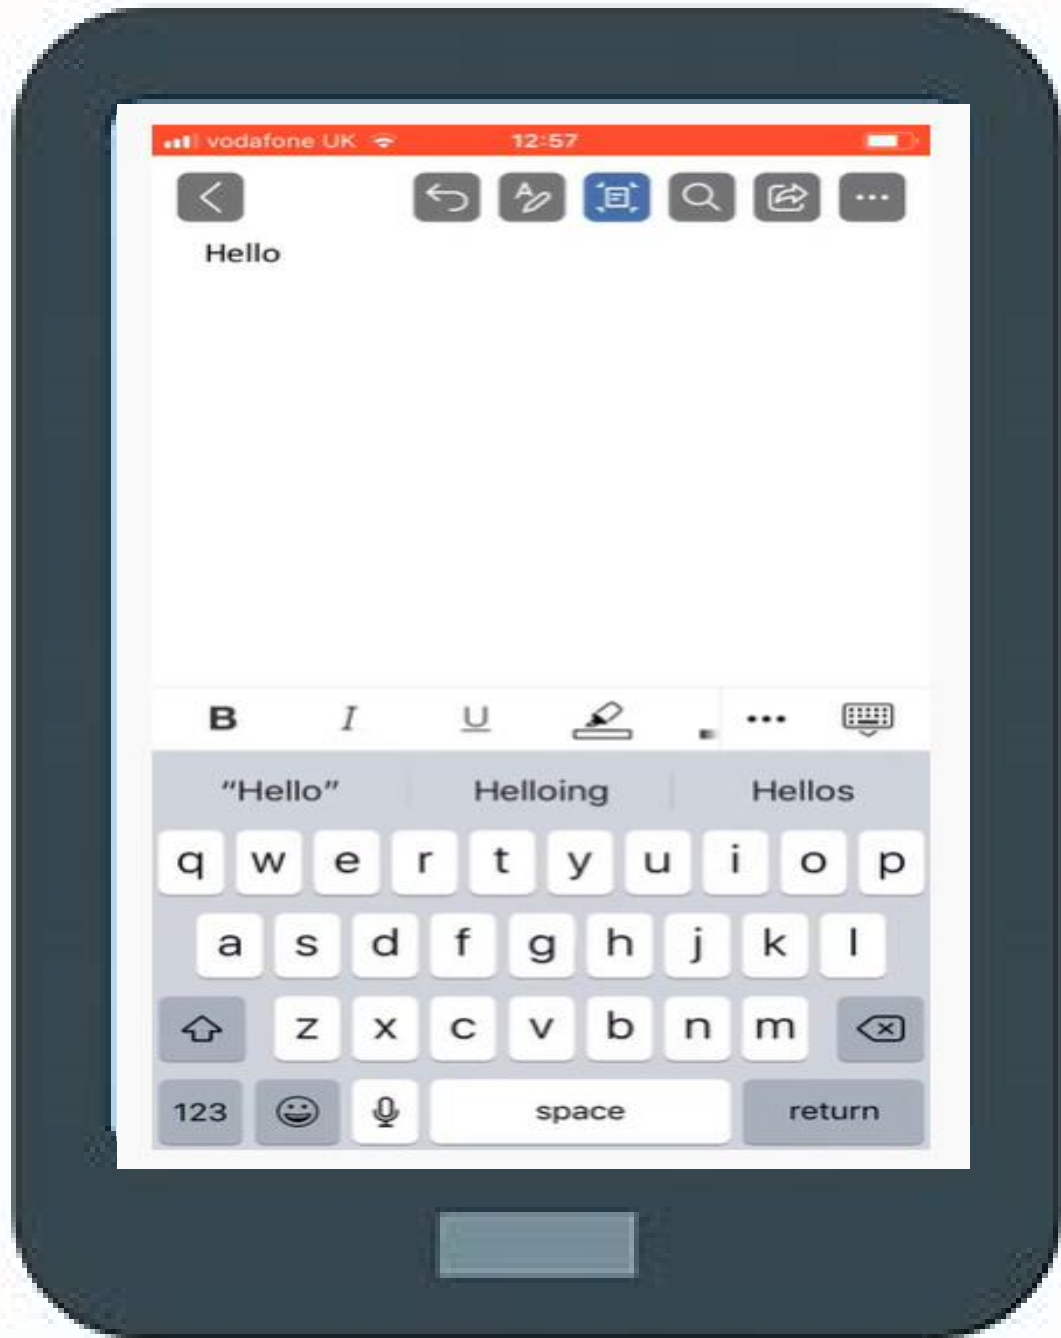 vodafone UK 12:57
Hello
B I U
"Hello" Helloing Hellos
q w e r t y u i o p
a s d f g h j k l
z x c v b n m
123 space return